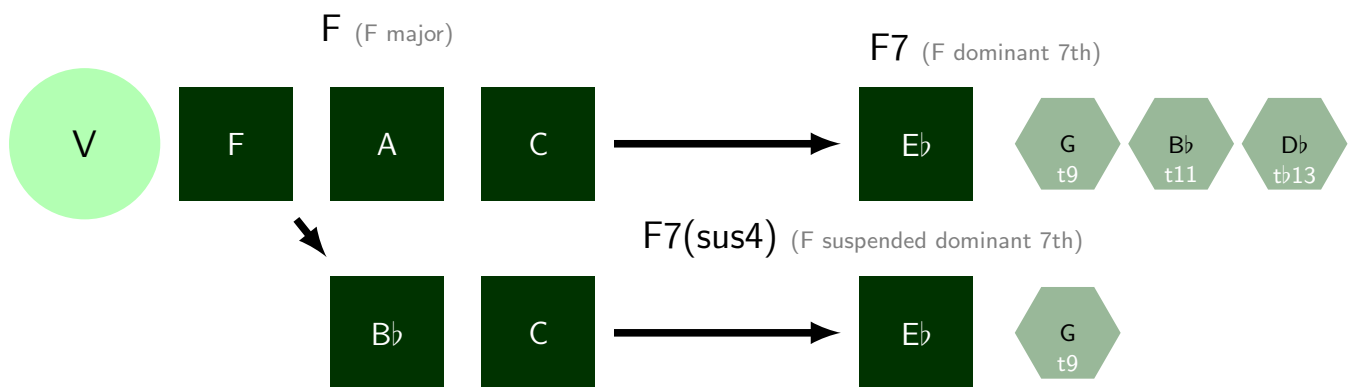 F (F major)
F7 (F dominant 7th)
V F A C E♭ G B♭ D♭
t9 t11 t♭13
F7(sus4) (F suspended dominant 7th)
B♭ C E♭ G
t9